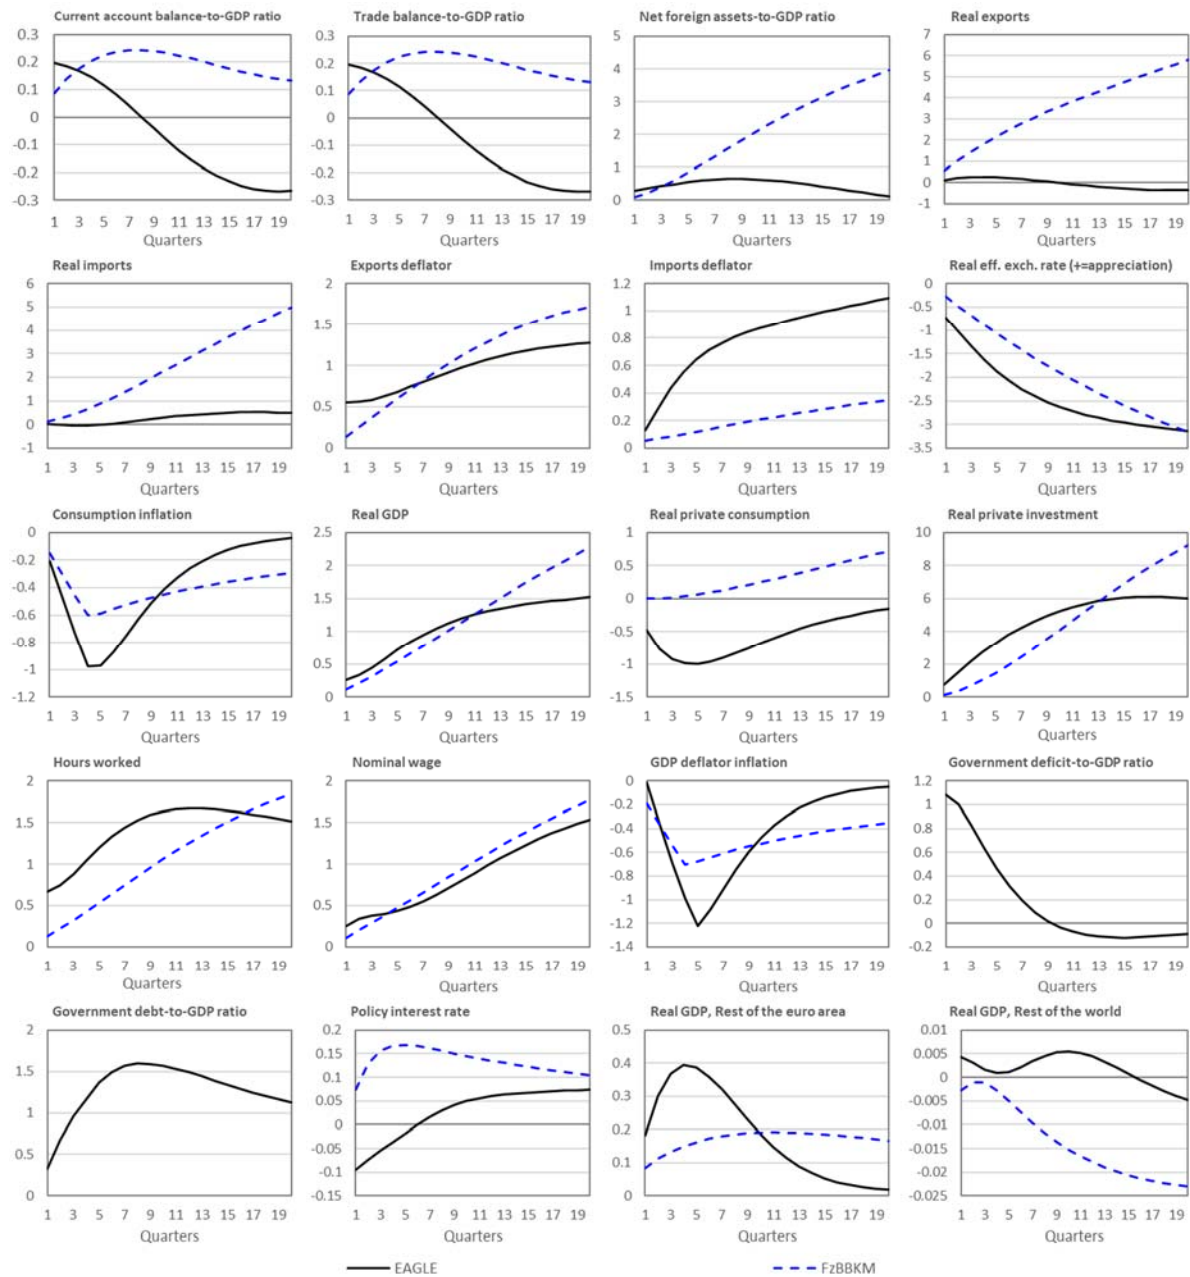 Current account balance-to-GDP ratio
0.3
0.2
0.1
0
-0.1
-0.2
-0.3
1 3 5 7 9 11 13 15 17 19
Quarters
Trade balance-to-GDP ratio
0.3
0.2
0.1
0
-0.1
-0.2
-0.3
1 3 5 7 9 11 13 15 17 19
Quarters
Net foreign assets-to-GDP ratio
5
4
3
2
1
0
1 3 5 7 9 11 13 15 17 19
Quarters
Real exports
7
6
5
4
3
2
1
0
-1
1 3 5 7 9 11 13 15 17 19
Quarters
Real imports
6
5
4
3
2
1
0
-1
1 3 5 7 9 11 13 15 17 19
Quarters
Exports deflator
2
1.5
1
0.5
0
1 3 5 7 9 11 13 15 17 19
Quarters
Imports deflator
1.2
1
0.8
0.6
0.4
0.2
0
1 3 5 7 9 11 13 15 17 19
Quarters
Real eff. exch. rate (+=appreciation)
0
-0.5
-1
-1.5
-2
-2.5
-3
-3.5
1 3 5 7 9 11 13 15 17 19
Quarters
Consumption inflation
0
-0.2
-0.4
-0.6
-0.8
-1
-1.2
1 3 5 7 9 11 13 15 17 19
Quarters
Real GDP
2.5
2
1.5
1
0.5
0
1 3 5 7 9 11 13 15 17 19
Quarters
Real private consumption
1
0.5
0
-0.5
-1
-1.5
1 3 5 7 9 11 13 15 17 19
Quarters
Real private investment
10
8
6
4
2
0
1 3 5 7 9 11 13 15 17 19
Quarters
Hours worked
2
1.5
1
0.5
0
1 3 5 7 9 11 13 15 17 19
Quarters
Nominal wage
2
1.5
1
0.5
0
1 3 5 7 9 11 13 15 17 19
Quarters
GDP deflator inflation
0
-0.2
-0.4
-0.6
-0.8
-1
-1.2
-1.4
1 3 5 7 9 11 13 15 17 19
Quarters
Government deficit-to-GDP ratio
1.2
1
0.8
0.6
0.4
0.2
0
-0.2
1 3 5 7 9 11 13 15 17 19
Quarters
Government debt-to-GDP ratio
2
1.5
1
0.5
0
1 3 5 7 9 11 13 15 17 19
Quarters
Policy interest rate
0.2
0.15
0.1
0.05
0
-0.05
-0.1
-0.15
1 3 5 7 9 11 13 15 17 19
Quarters
Real GDP, Rest of the euro area
0.5
0.4
0.3
0.2
0.1
0
1 3 5 7 9 11 13 15 17 19
Quarters
Real GDP, Rest of the world
0.01
0.005
0
-0.005
-0.01
-0.015
-0.02
-0.025
1 3 5 7 9 11 13 15 17 19
Quarters
EAGLE
FzBBKM